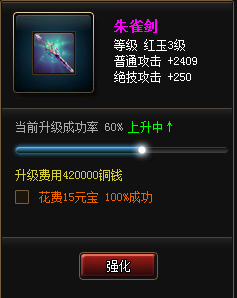 朱雀剑
等级 红玉3级
普通攻击 +2409
绝技攻击 +250
当前升级成功率 60% 上升中↑
升级费用420000铜钱
花费15元宝 100%成功
强化